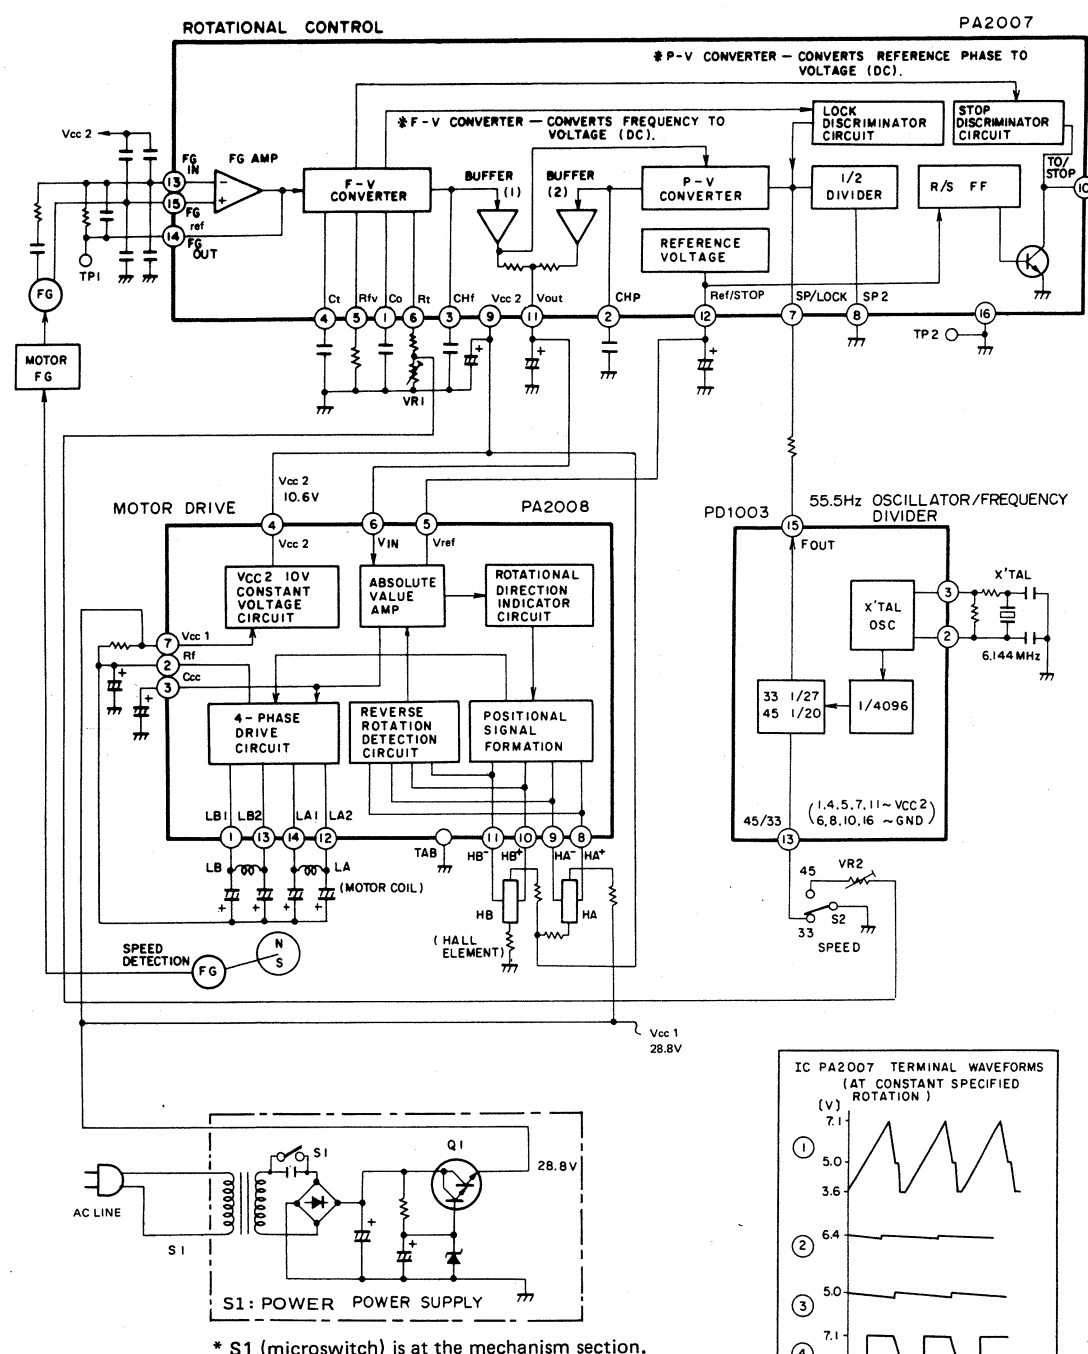 ROTATIONAL CONTROL
PA2007
*P-V CONVERTER — CONVERTS REFERENCE PHASE TO
VOLTAGE (DC).
*F-V CONVERTER — CONVERTS FREQUENCY TO
VOLTAGE (DC).
LOCK
DISCRIMINATOR
CIRCUIT
STOP
DISCRIMINATOR
CIRCUIT
Vcc 2
FG
IN
FG AMP
13
15
14
−
+
FG
ref
FG
OUT
TP1
FG
F-V
CONVERTER
BUFFER
(1)
BUFFER
(2)
P-V
CONVERTER
1/2
DIVIDER
R/S FF
TO/
STOP
10
REFERENCE
VOLTAGE
Ct
Rfv
Co
Rt
CHf
Vcc 2
Vout
CHP
Ref/STOP
SP/LOCK
SP2
4
5
1
6
3
9
11
2
12
7
8
16
TP2
+
+
+
VR1
MOTOR
FG
Vcc 2
10.6V
MOTOR DRIVE
PA2008
4
6
5
Vcc 2
VIN
Vref
VCC2 10V
CONSTANT
VOLTAGE
CIRCUIT
ABSOLUTE
VALUE
AMP
ROTATIONAL
DIRECTION
INDICATOR
CIRCUIT
7
Vcc 1
2
Rf
3
Ccc
+
+
4-PHASE
DRIVE
CIRCUIT
REVERSE
ROTATION
DETECTION
CIRCUIT
POSITIONAL
SIGNAL
FORMATION
LB1
LB2
LA1
LA2
1
13
14
12
TAB
HB-
HB+
HA-
HA+
11
10
9
8
LB
LA
(MOTOR COIL)
+
+
+
+
HB
HA
(HALL
ELEMENT)
SPEED
DETECTION
FG
N
S
PD1003
55.5Hz OSCILLATOR/FREQUENCY
DIVIDER
15
FOUT
X'TAL
OSC
3
2
X'TAL
6.144MHz
33 1/27
45 1/20
1/4096
(1,4,5,7,11~VCC2
6,8,10,16 ~GND)
45/33
13
45
VR2
S2
33
SPEED
Vcc 1
28.8V
AC LINE
S1
S1
Q1
28.8V
+
+
S1: POWER POWER SUPPLY
* S1 (microswitch) is at the mechanism section.
IC PA2007 TERMINAL WAVEFORMS
(AT CONSTANT SPECIFIED
ROTATION)
(V)
7.1
1
5.0
3.6
6.4
2
5.0
3
7.1